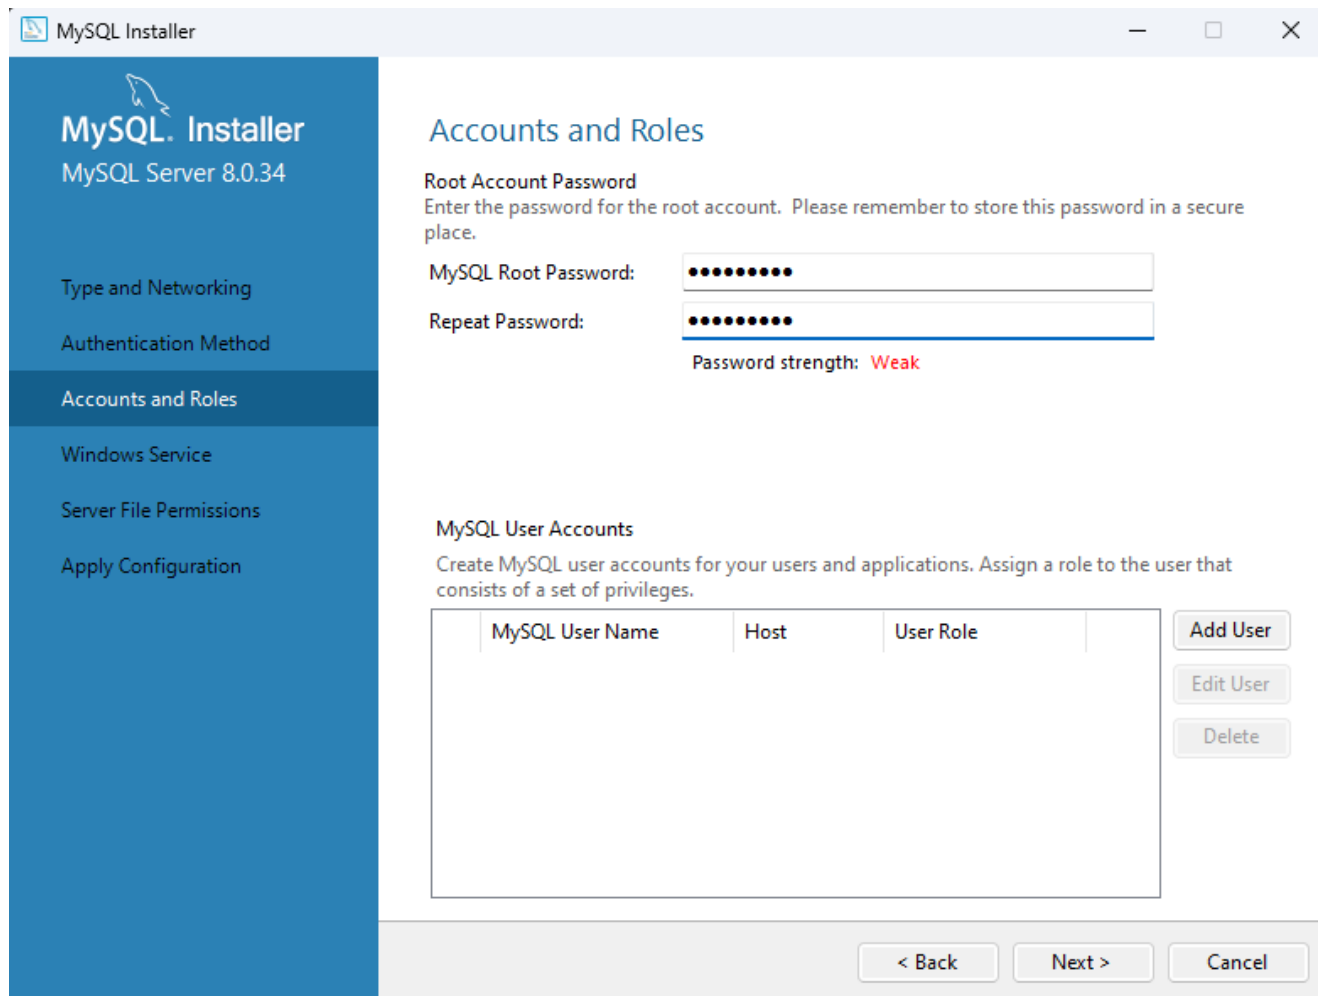 MySQL Installer
MySQL. Installer
MySQL Server 8.0.34
Type and Networking
Authentication Method
Accounts and Roles
Windows Service
Server File Permissions
Apply Configuration
Accounts and Roles
Root Account Password
Enter the password for the root account.  Please remember to store this password in a secure
place.
MySQL Root Password: •••••••••
Repeat Password: •••••••••
Password strength: Weak
MySQL User Accounts
Create MySQL user accounts for your users and applications. Assign a role to the user that
consists of a set of privileges.
MySQL User Name Host User Role
Add User
Edit User
Delete
< Back Next > Cancel